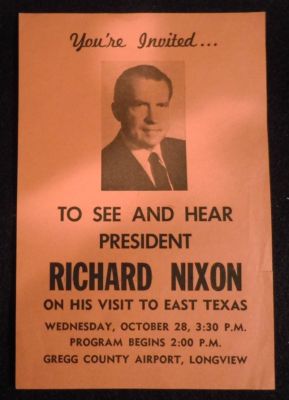 You're Invited...
TO SEE AND HEAR
PRESIDENT
RICHARD NIXON
ON HIS VISIT TO EAST TEXAS
WEDNESDAY, OCTOBER 28, 3:30 P.M.
PROGRAM BEGINS 2:00 P.M.
GREGG COUNTY AIRPORT, LONGVIEW